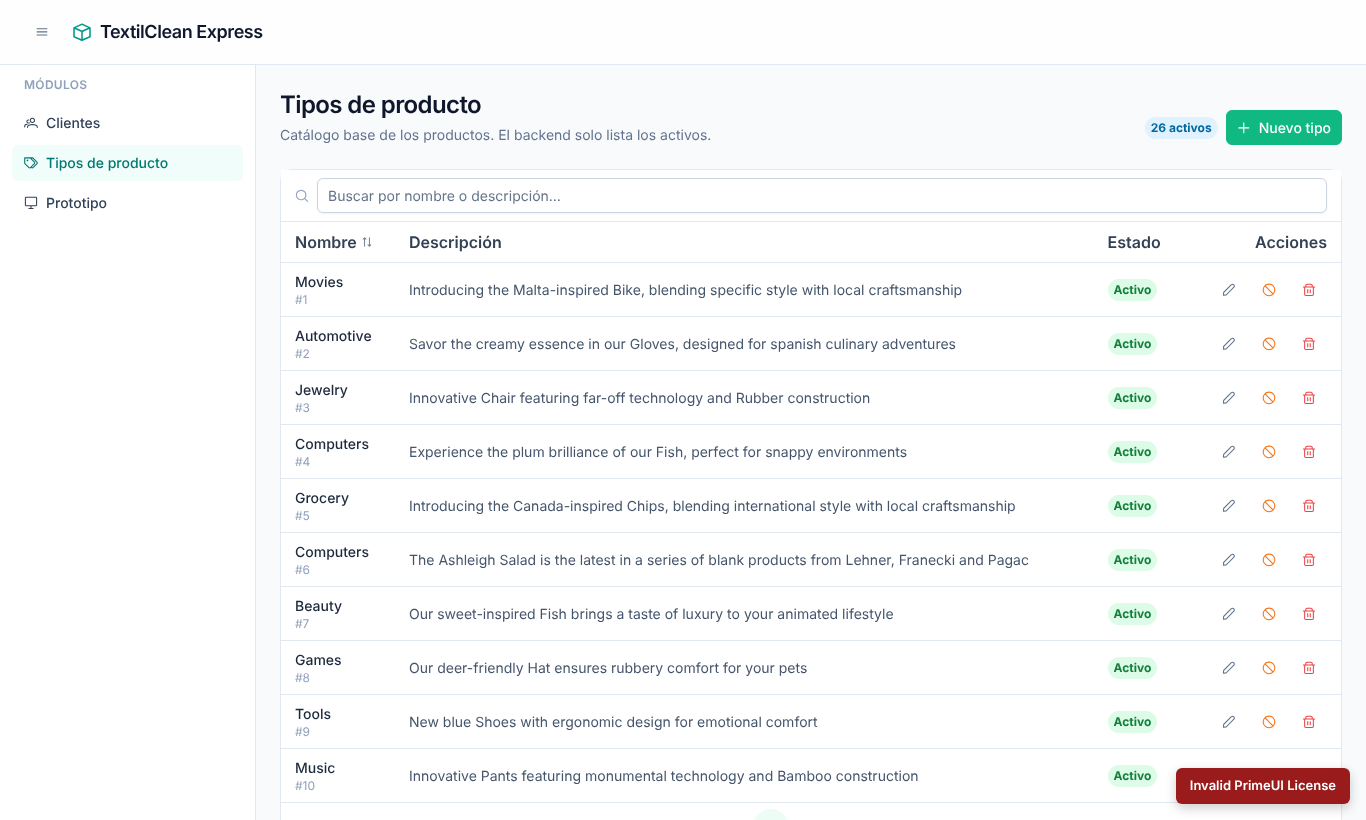 TextilClean Express
MÓDULOS
Clientes
Tipos de producto
Prototipo
Tipos de producto
Catálogo base de los productos. El backend solo lista los activos.
26 activos
Nuevo tipo
Buscar por nombre o descripción...
Nombre Descripción Estado Acciones
Movies
#1
Introducing the Malta-inspired Bike, blending specific style with local craftsmanship
Activo
Automotive
#2
Savor the creamy essence in our Gloves, designed for spanish culinary adventures
Activo
Jewelry
#3
Innovative Chair featuring far-off technology and Rubber construction
Activo
Computers
#4
Experience the plum brilliance of our Fish, perfect for snappy environments
Activo
Grocery
#5
Introducing the Canada-inspired Chips, blending international style with local craftsmanship
Activo
Computers
#6
The Ashleigh Salad is the latest in a series of blank products from Lehner, Franecki and Pagac
Activo
Beauty
#7
Our sweet-inspired Fish brings a taste of luxury to your animated lifestyle
Activo
Games
#8
Our deer-friendly Hat ensures rubbery comfort for your pets
Activo
Tools
#9
New blue Shoes with ergonomic design for emotional comfort
Activo
Music
#10
Innovative Pants featuring monumental technology and Bamboo construction
Activo
Invalid PrimeUI License